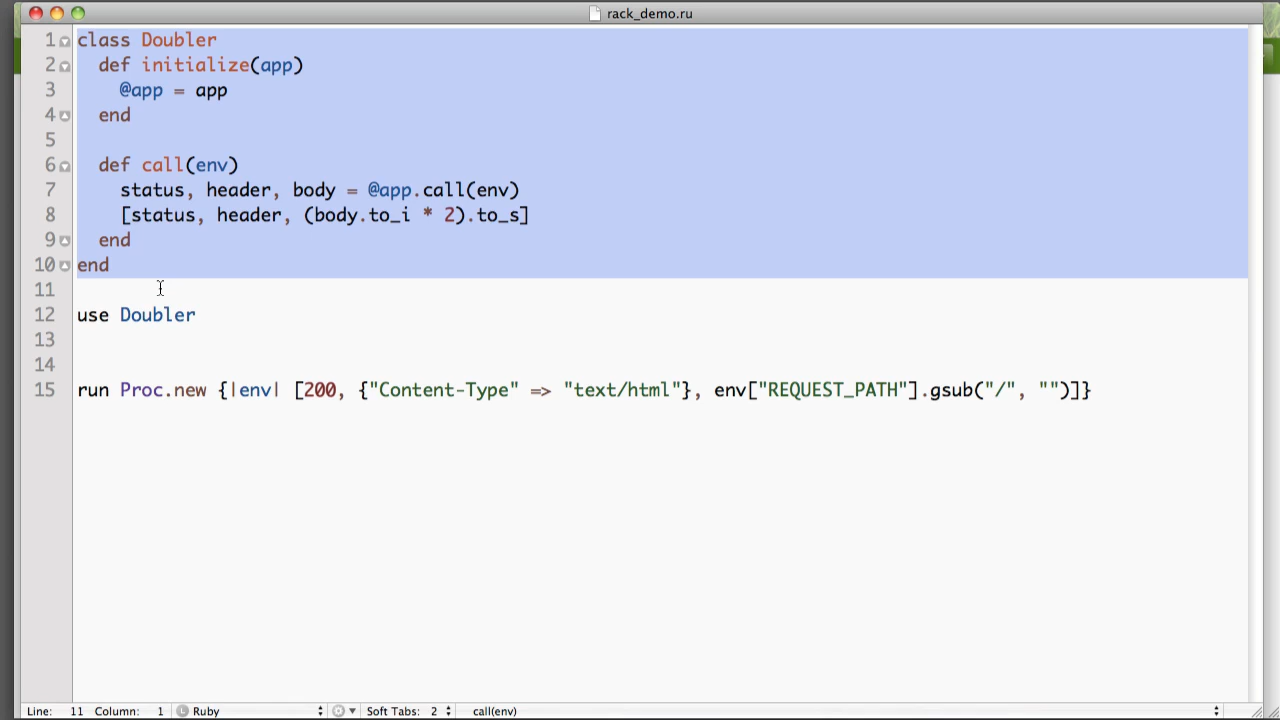 rack_demo.ru
1 class Doubler
2   def initialize(app)
3     @app = app
4   end
5
6   def call(env)
7     status, header, body = @app.call(env)
8     [status, header, (body.to_i * 2).to_s]
9   end
10 end
11
12 use Doubler
13
14
15 run Proc.new {|env| [200, {"Content-Type" => "text/html"}, env["REQUEST_PATH"].gsub("/", "")]}
Line: 11 Column: 1 Ruby Soft Tabs: 2 call(env)